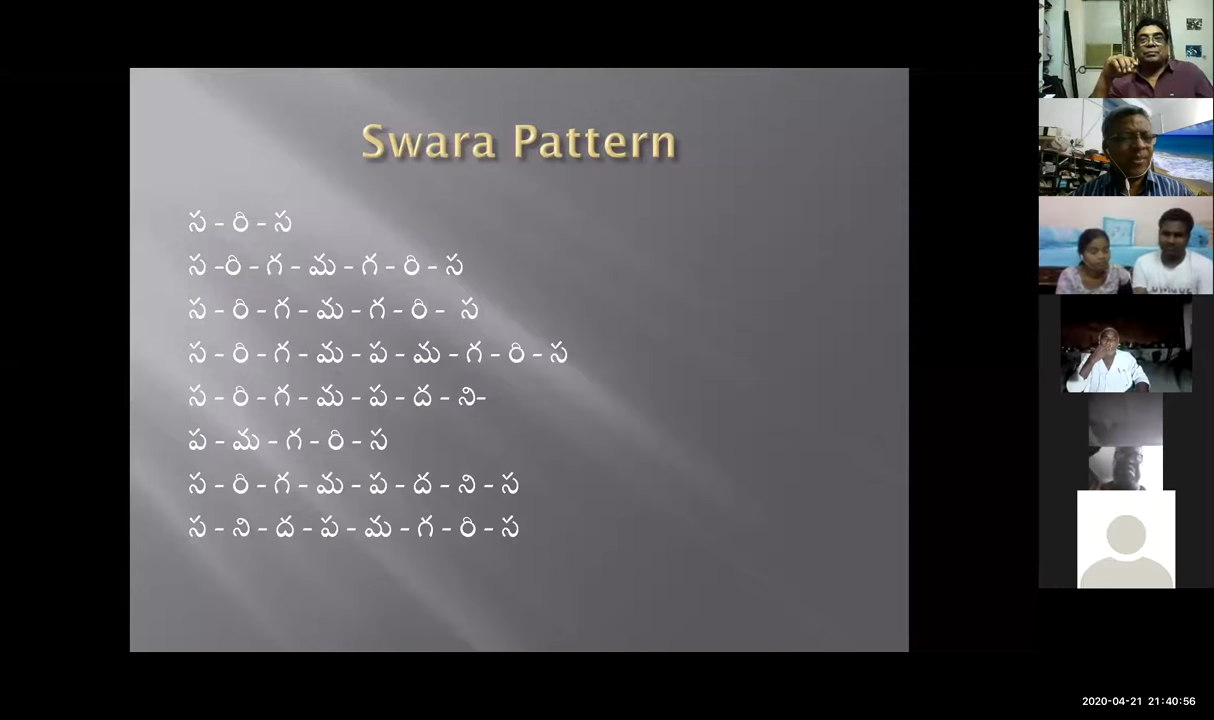 Swara Pattern
స - రి - స
స -రి - గ - మ - గ - రి - స
స - రి - గ - మ - గ - రి -  స
స - రి - గ - మ - ప - మ - గ - రి - స
స - రి - గ - మ - ప - ద - ని-
ప - మ - గ - రి - స
స - రి - గ - మ - ప - ద - ని - స
స - ని - ద - ప - మ - గ - రి - స
2020-04-21 21:40:56